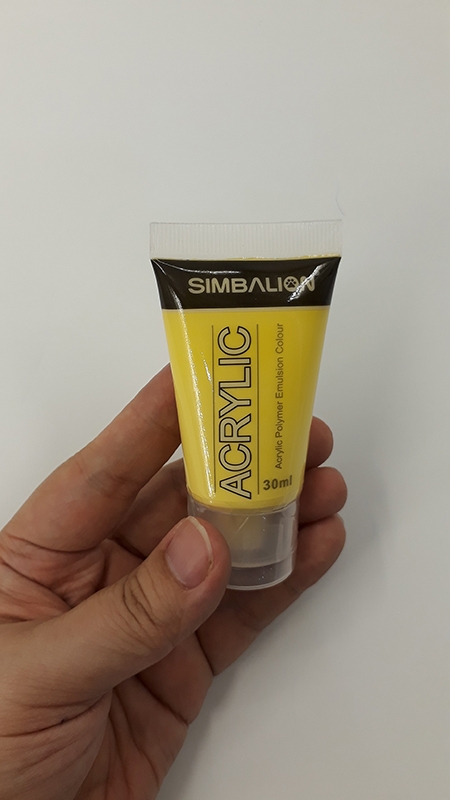 SIMBALION
ACRYLIC
Acrylic Polymer Emulsion Colour
30ml